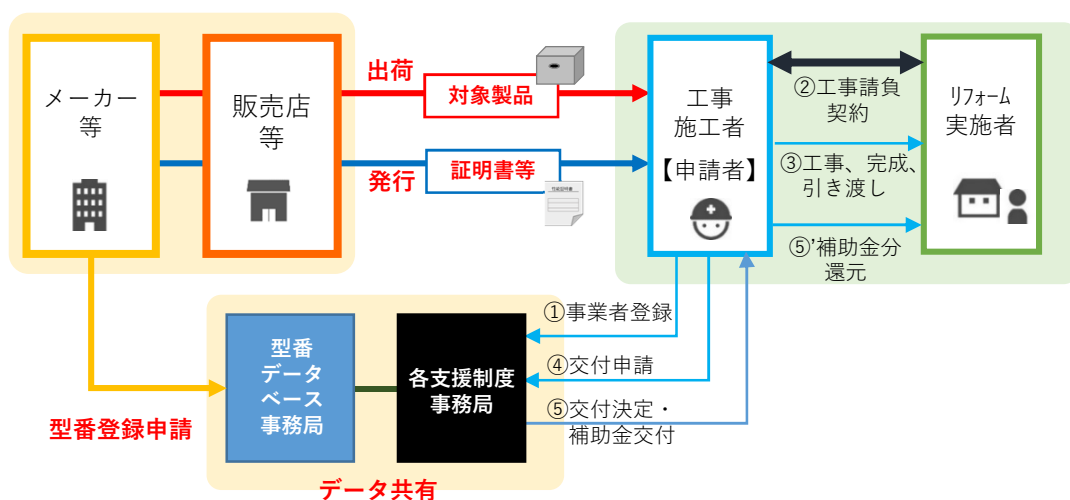 メーカー
等
販売店
等
出荷
対象製品
発行
証明書等
工事
施工者
【申請者】
②工事請負
契約
③工事、完成、
引き渡し
⑤’補助金分
還元
ﾘﾌｫｰﾑ
実施者
①事業者登録
④交付申請
⑤交付決定・
補助金交付
型番
データ
ベース
事務局
各支援制度
事務局
型番登録申請
データ共有